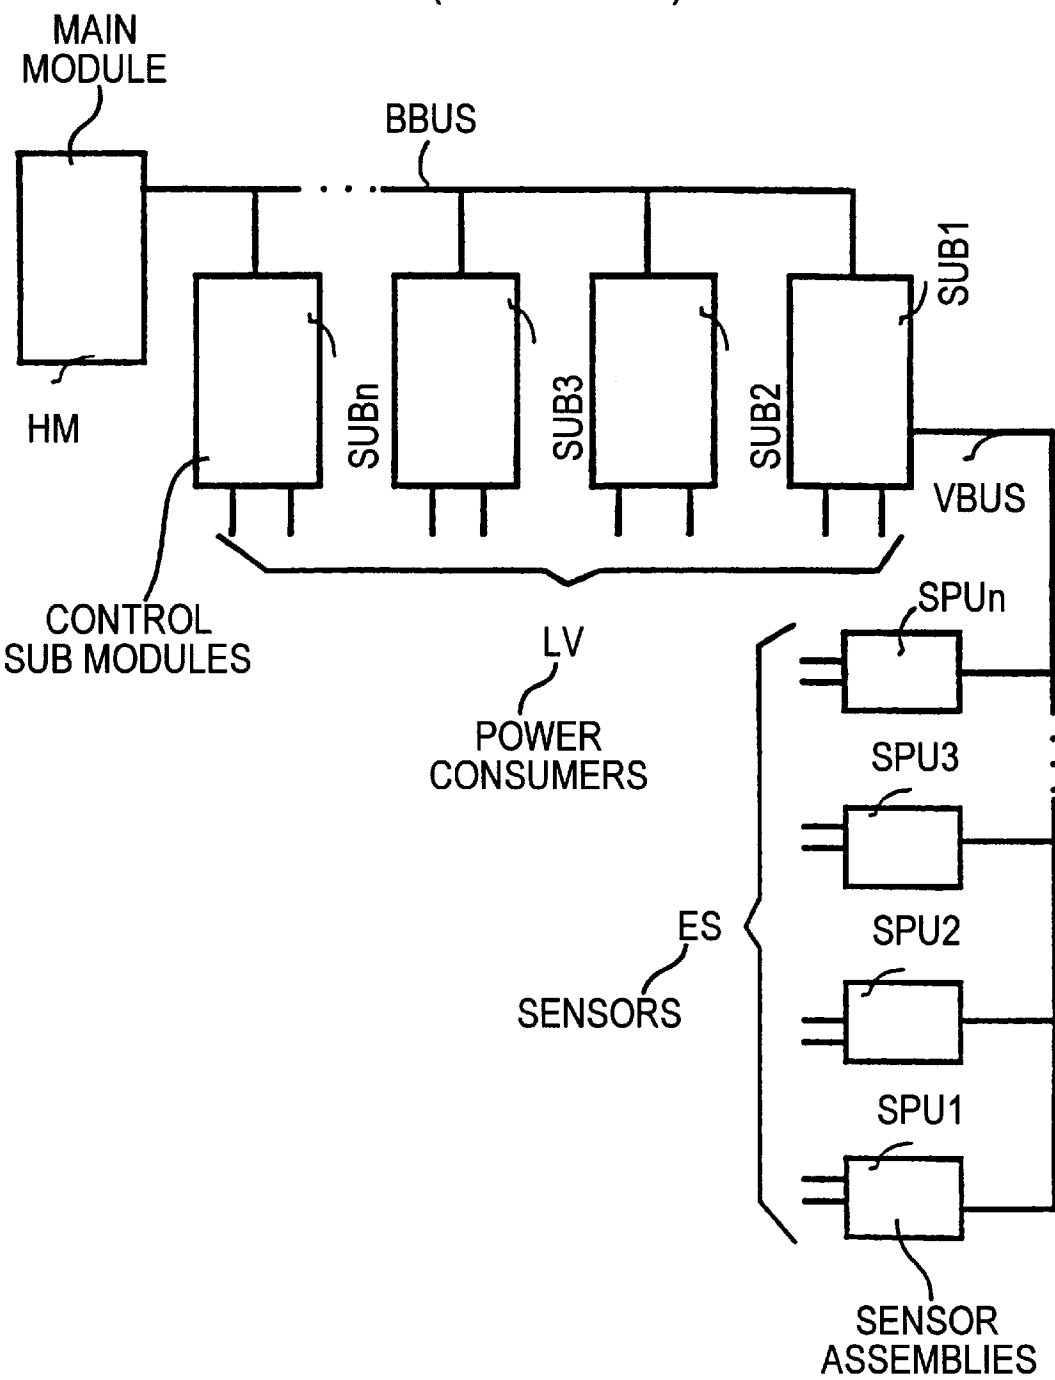 MAIN
MODULE
BBUS
SUB1
HM
SUBn
SUB3
SUB2
VBUS
CONTROL
SUB MODULES
LV
POWER
CONSUMERS
SPUn
SPU3
ES
SENSORS
SPU2
SPU1
SENSOR
ASSEMBLIES